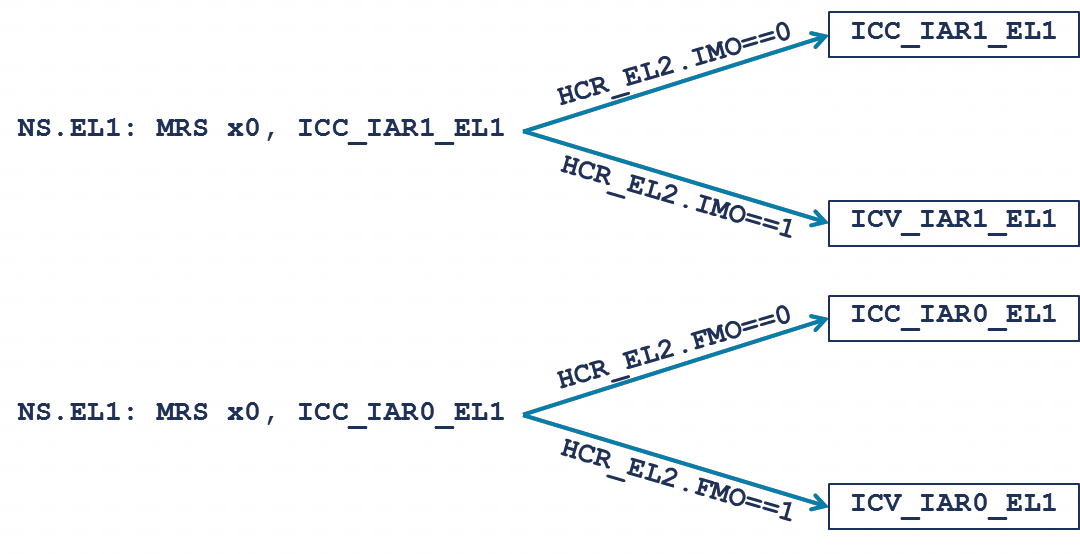 HCR_EL2.IMO==0
ICC_IAR1_EL1
NS.EL1: MRS x0, ICC_IAR1_EL1
HCR_EL2.IMO==1
ICV_IAR1_EL1
HCR_EL2.FMO==0
ICC_IAR0_EL1
NS.EL1: MRS x0, ICC_IAR0_EL1
HCR_EL2.FMO==1
ICV_IAR0_EL1